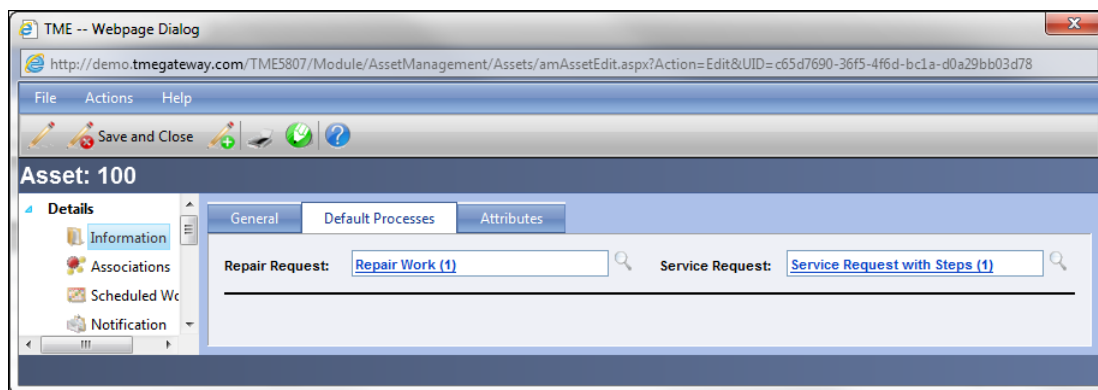 TME -- Webpage Dialog
x
http://demo.tmegateway.com/TME5807/Module/AssetManagement/Assets/amAssetEdit.aspx?Action=Edit&UID=c65d7690-36f5-4f6d-bc1a-d0a29bb03d78
File Actions Help
Save and Close
Asset: 100
Details
Information
Associations
Scheduled Wc
Notification
General Default Processes Attributes
Repair Request: Repair Work (1) Service Request: Service Request with Steps (1)